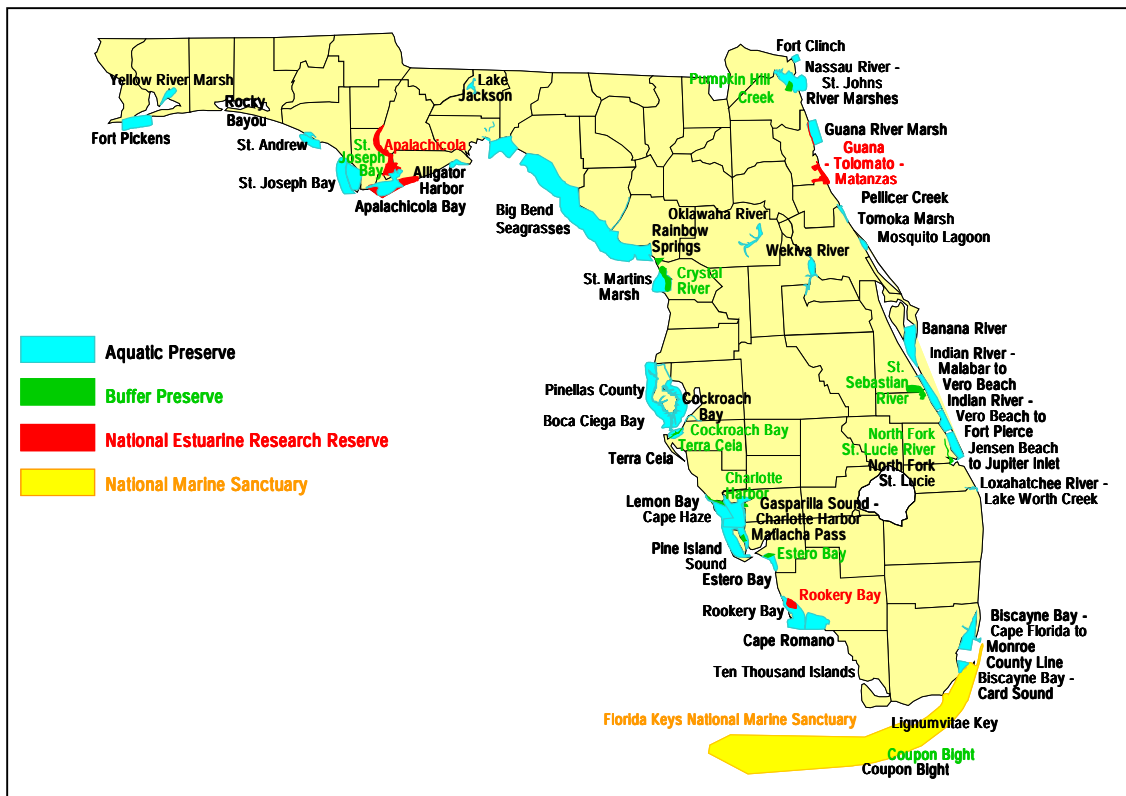 Fort Clinch
Nassau River -
St. Johns
River Marshes
Pumpkin Hill
Creek
Yellow River Marsh
Rocky
Bayou
Fort Pickens
Lake
Jackson
St. Andrew
St.
Joseph
Bay
Apalachicola
St. Joseph Bay
Alligator
Harbor
Apalachicola Bay
Guana River Marsh
Guana
- Tolomato -
Matanzas
Pellicer Creek
Tomoka Marsh
Mosquito Lagoon
Big Bend
Seagrasses
Oklawaha River
Rainbow
Springs
Wekiva River
St. Martins
Marsh
Crystal
River
Aquatic Preserve
Buffer Preserve
National Estuarine Research Reserve
National Marine Sanctuary
Banana River
Indian River -
Malabar to
Vero Beach
St.
Sebastian
River
Indian River -
Vero Beach to
Fort Pierce
Pinellas County
Cockroach
Bay
Boca Ciega Bay
Cockroach Bay
Terra Cela
Terra Cela
North Fork
St. Lucie River
North Fork
St. Lucie
Jensen Beach
to Jupiter Inlet
Loxahatchee River -
Lake Worth Creek
Charlotte
Harbor
Lemon Bay
Cape Haze
Gasparilla Sound -
Charlotte Harbor
Matlacha Pass
Pine Island
Sound
Estero Bay
Estero Bay
Rookery Bay
Rookery Bay
Cape Romano
Ten Thousand Islands
Biscayne Bay -
Cape Florida to
Monroe
County Line
Biscayne Bay -
Card Sound
Florida Keys National Marine Sanctuary
Lignumvitae Key
Coupon Bight
Coupon Bight